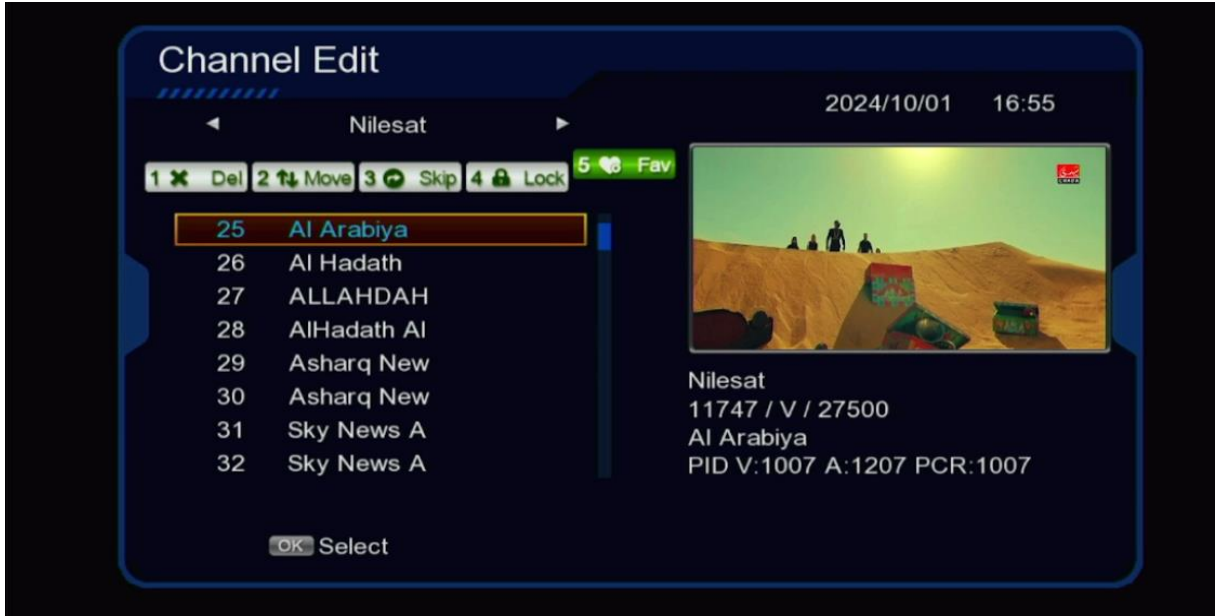 Channel Edit
2024/10/01 16:55
Nilesat
1 Del 2 Move 3 Skip 4 Lock 5 Fav
25 Al Arabiya
26 Al Hadath
27 ALLAHDAH
28 AlHadath Al
29 Asharq New
30 Asharq New
31 Sky News A
32 Sky News A
Nilesat
11747 / V / 27500
Al Arabiya
PID V:1007 A:1207 PCR:1007
OK Select